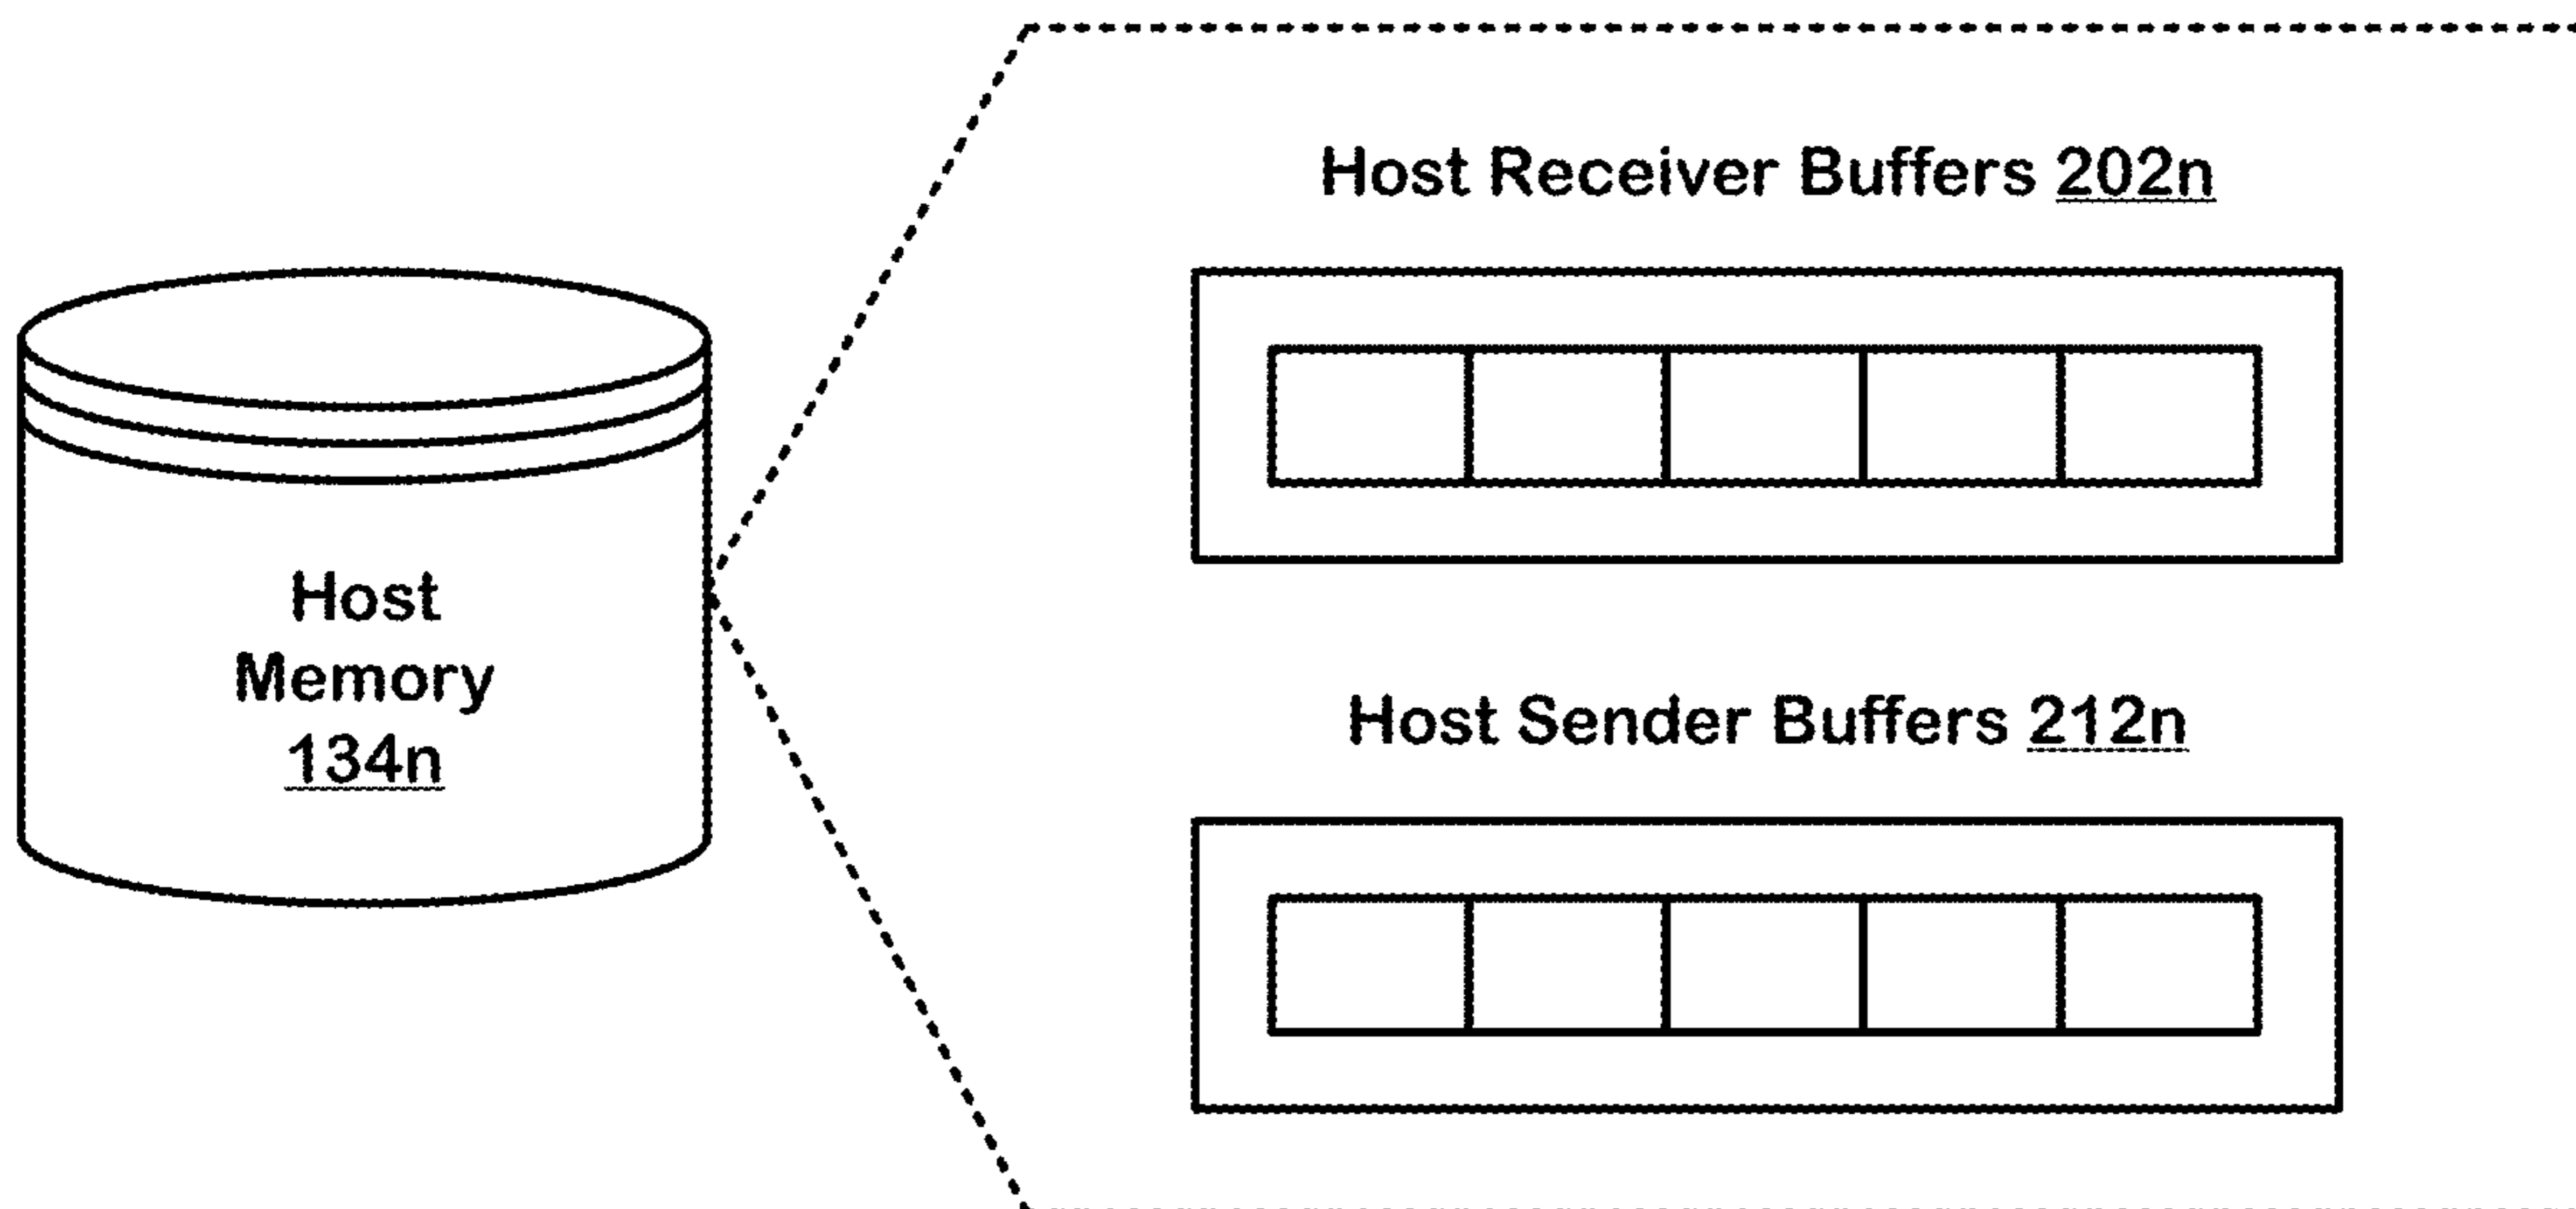 Host Receiver Buffers 202n
Host
Memory
134n
Host Sender Buffers 212n